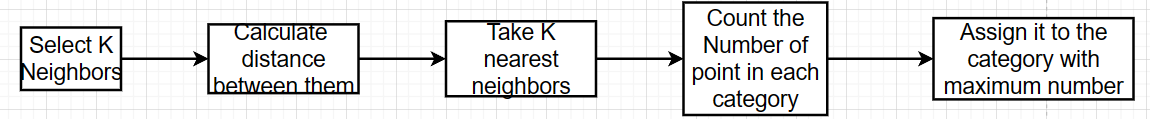 Select K
Neighbors
Calculate
distance
between them
Take K
nearest
neighbors
Count the
Number of
point in each
category
Assign it to the
category with
maximum number